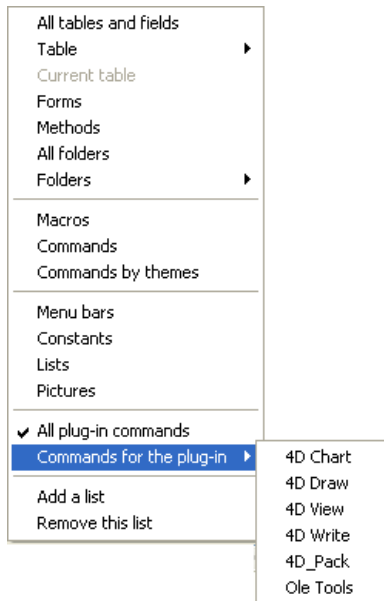 All tables and fields
Table
Current table
Forms
Methods
All folders
Folders
Macros
Commands
Commands by themes
Menu bars
Constants
Lists
Pictures
All plug-in commands
Commands for the plug-in
4D Chart
4D Draw
4D View
4D Write
4D_Pack
Ole Tools
Add a list
Remove this list